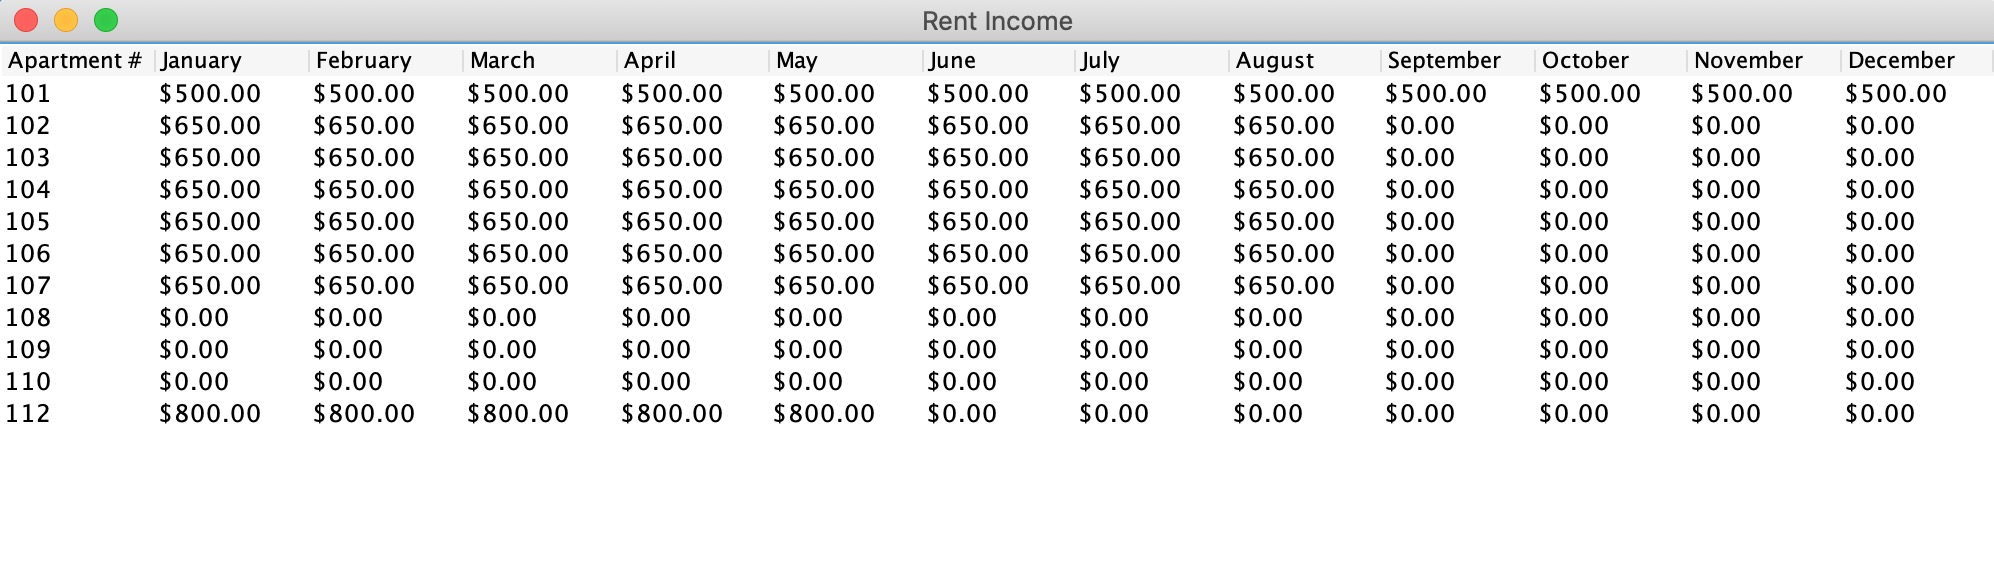 Rent Income
Apartment # January February March April May June July August September October November December
101 $500.00 $500.00 $500.00 $500.00 $500.00 $500.00 $500.00 $500.00 $500.00 $500.00 $500.00 $500.00
102 $650.00 $650.00 $650.00 $650.00 $650.00 $650.00 $650.00 $650.00 $0.00 $0.00 $0.00 $0.00
103 $650.00 $650.00 $650.00 $650.00 $650.00 $650.00 $650.00 $650.00 $0.00 $0.00 $0.00 $0.00
104 $650.00 $650.00 $650.00 $650.00 $650.00 $650.00 $650.00 $650.00 $0.00 $0.00 $0.00 $0.00
105 $650.00 $650.00 $650.00 $650.00 $650.00 $650.00 $650.00 $650.00 $0.00 $0.00 $0.00 $0.00
106 $650.00 $650.00 $650.00 $650.00 $650.00 $650.00 $650.00 $650.00 $0.00 $0.00 $0.00 $0.00
107 $650.00 $650.00 $650.00 $650.00 $650.00 $650.00 $650.00 $650.00 $0.00 $0.00 $0.00 $0.00
108 $0.00 $0.00 $0.00 $0.00 $0.00 $0.00 $0.00 $0.00 $0.00 $0.00 $0.00 $0.00
109 $0.00 $0.00 $0.00 $0.00 $0.00 $0.00 $0.00 $0.00 $0.00 $0.00 $0.00 $0.00
110 $0.00 $0.00 $0.00 $0.00 $0.00 $0.00 $0.00 $0.00 $0.00 $0.00 $0.00 $0.00
112 $800.00 $800.00 $800.00 $800.00 $800.00 $0.00 $0.00 $0.00 $0.00 $0.00 $0.00 $0.00